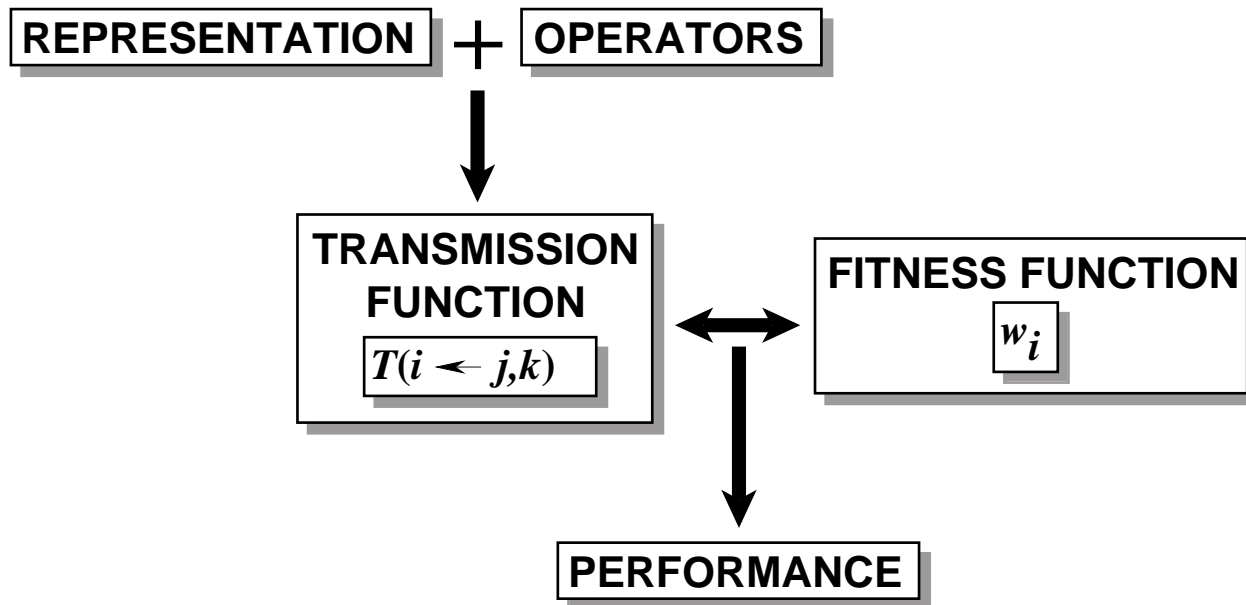 REPRESENTATION + OPERATORS
TRANSMISSION
FUNCTION
T(i ← j,k)
FITNESS FUNCTION
w_i
PERFORMANCE